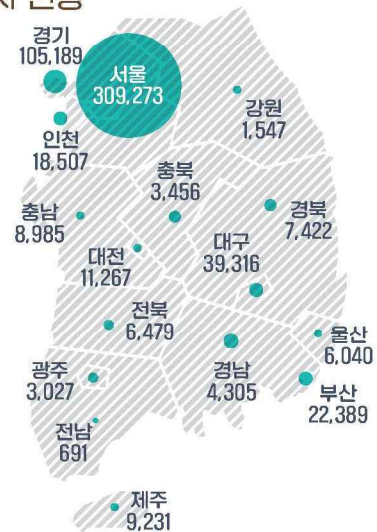 경기
105,189
서울
309,273
강원
1,547
인천
18,507
충북
3,456
충남
8,985
경북
7,422
대구
39,316
대전
11,267
전북
6,479
울산
6,040
광주
3,027
경남
4,305
부산
22,389
전남
691
제주
9,231